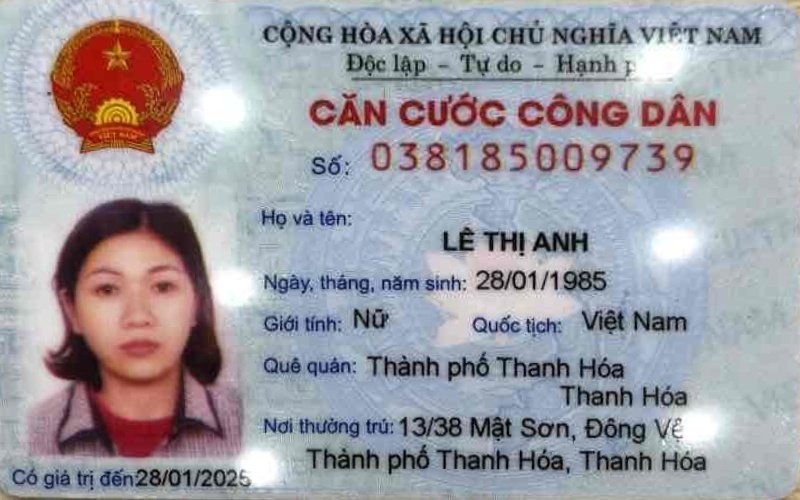 CỘNG HÒA XÃ HỘI CHỦ NGHĨA VIỆT NAM
Độc lập - Tự do - Hạnh
CĂN CƯỚC CÔNG DÂN
Số: 038185009739
Họ và tên:
LÊ THỊ ANH
Ngày, tháng, năm sinh: 28/01/1985
Giới tính: Nữ Quốc tịch: Việt Nam
Quê quán: Thành phố Thanh Hóa
Thanh Hóa
Nơi thường trú: 13/38 Mật Sơn, Đông Vệ
Thành phố Thanh Hóa, Thanh Hóa
Có giá trị đến: 28/01/2025
VIỆT NAM